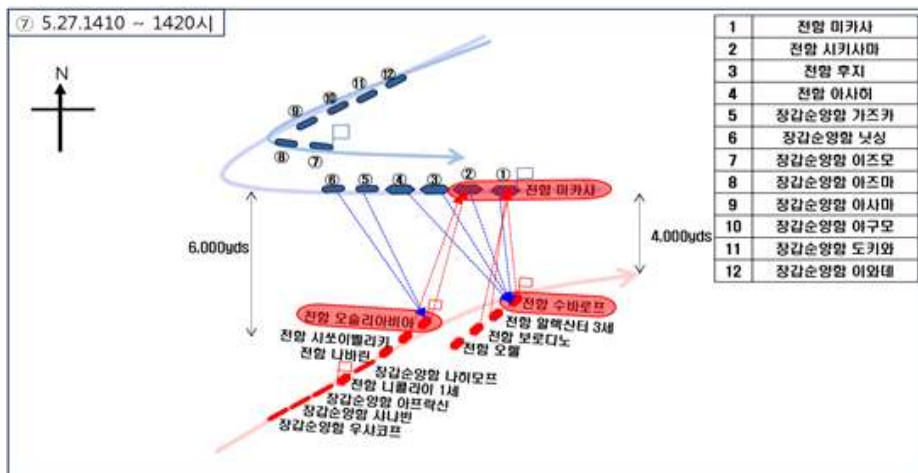 ⑦ 5.27.1410 ~ 1420시
N
⑫
⑪
⑩
⑨
⑧
⑦
⑥
⑤
④
③
②
①
전함 미카사
6.000yds
4.000yds
전함 오슬리아비아
전함 수바로프
전함 시쏘이벨리키
전함 나바린
전함 알렉산터 3세
전함 보로디노
전함 오렐
장갑순양함 나히모프
전함 니콜라이 1세
장갑순양함 아프락신
장갑순양함 샤냐빈
장갑순양함 우샤코프
1 전함 미카사
2 전함 시키사마
3 전함 후지
4 전함 아사히
5 장갑순양함 가즈카
6 장갑순양함 닛싱
7 장갑순양함 이즈모
8 장갑순양함 아즈마
9 장갑순양함 아사마
10 장갑순양함 야구모
11 장갑순양함 도키와
12 장갑순양함 이와데